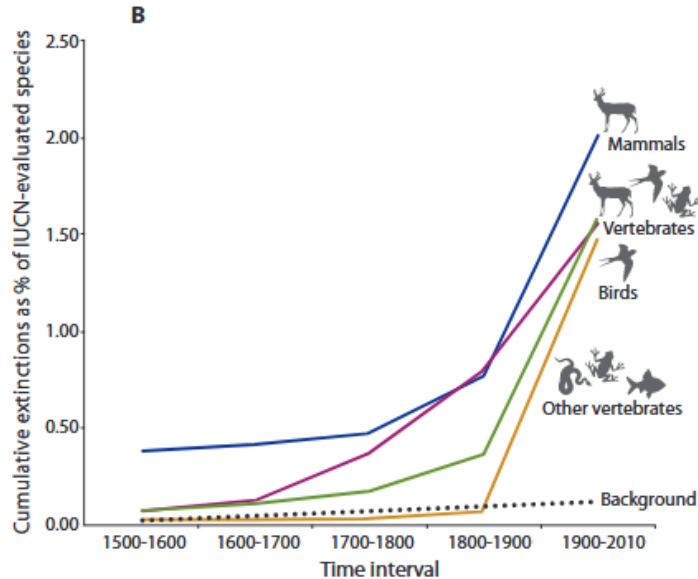 B
Cumulative extinctions as % of IUCN-evaluated species
2.50
2.00
1.50
1.00
0.50
0.00
Mammals
Vertebrates
Birds
Other vertebrates
Background
1500-1600 1600-1700 1700-1800 1800-1900 1900-2010
Time interval